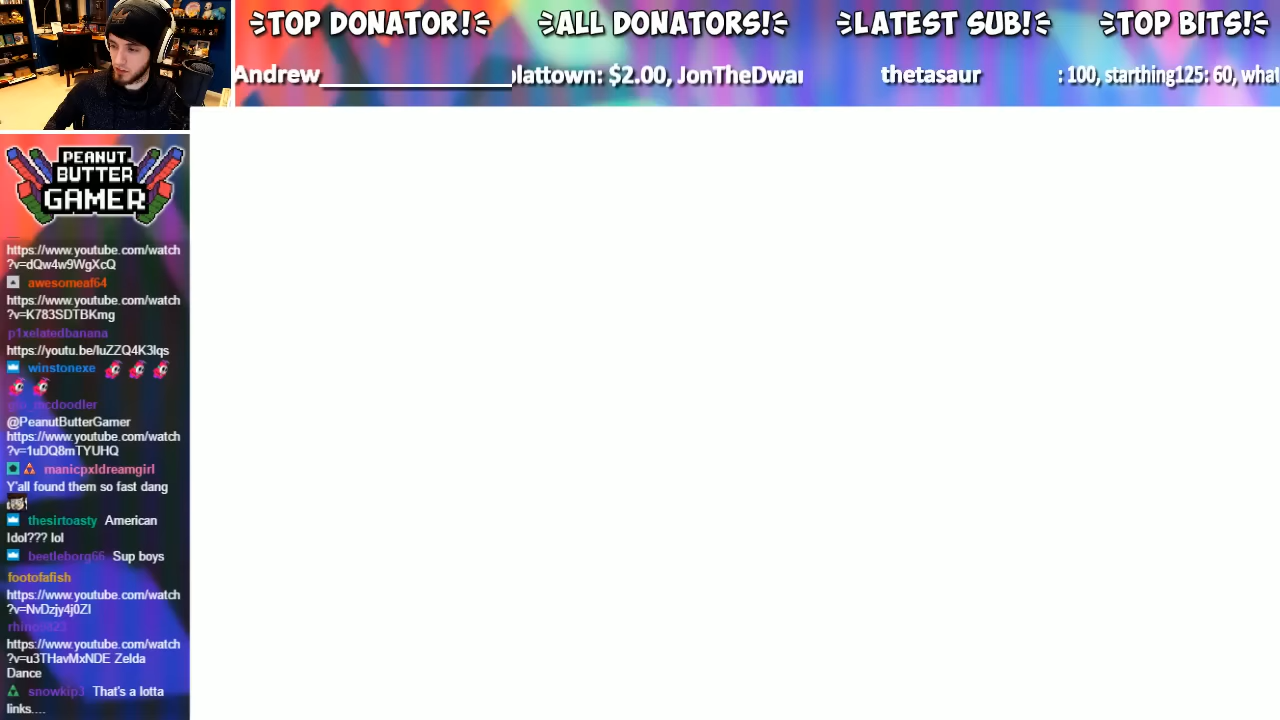 TOP DONATOR!
ALL DONATORS!
LATEST SUB!
TOP BITS!
Andrew
lattown: $2.00, JonTheDwar
thetasaur
: 100, starthing125: 60, what
PEANUT
BUTTER
GAMER
https://www.youtube.com/watch
?v=dQw4w9WgXcQ
awesomeaf64
https://www.youtube.com/watch
?v=K783SDTBKmg
p1xelatedbanana
https://youtu.be/luZZQ4K3lqs
winstonexe
@PeanutButterGamer
https://www.youtube.com/watch
?v=1uDQ8mTYUHQ
manicpxldreamgirl
Y'all found them so fast dang
thesirtoasty American
Idol??? lol
beetleborg66 Sup boys
footofafish
https://www.youtube.com/watch
?v=NvDzjy4j0ZI
https://www.youtube.com/watch
?v=u3THavMxNDE Zelda
Dance
snowkip3 That's a lotta
links....